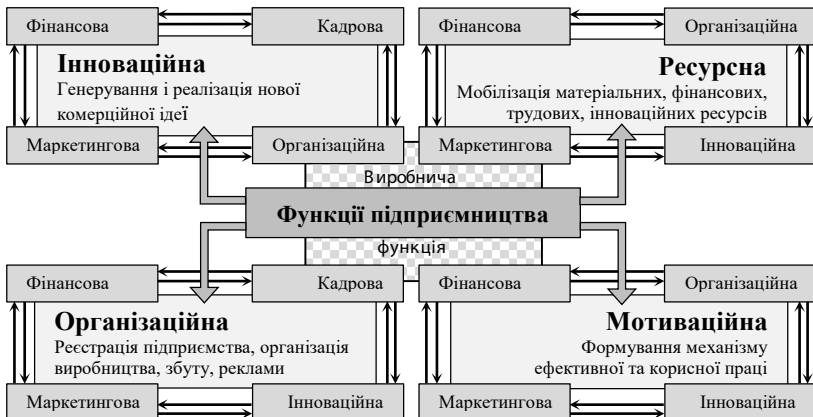 Фінансова
Кадрова
Інноваційна
Генерування і реалізація нової
комерційної ідеї
Маркетингова
Організаційна
Фінансова
Організаційна
Ресурсна
Мобілізація матеріальних, фінансових,
трудових, інноваційних ресурсів
Маркетингова
Інноваційна
Виробнича
Функції підприємництва
функція
Фінансова
Кадрова
Організаційна
Реєстрація підприємства, організація
виробництва, збуту, реклами
Маркетингова
Інноваційна
Фінансова
Організаційна
Мотиваційна
Формування механізму
ефективної та корисної праці
Маркетингова
Інноваційна